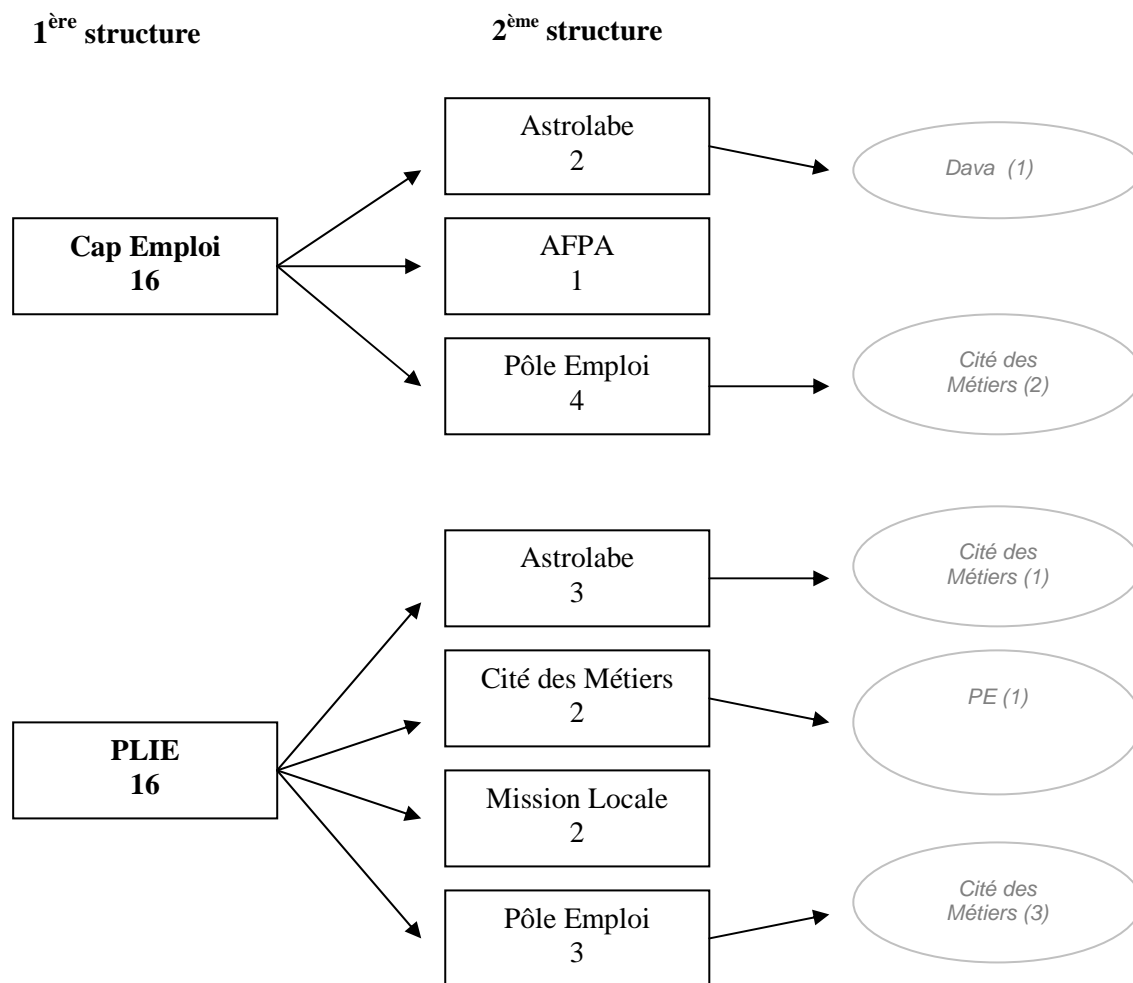 1ère structure
2ème structure
Astrolabe
2
Dava (1)
Cap Emploi
16
AFPA
1
Pôle Emploi
4
Cité des
Métiers (2)
Astrolabe
3
Cité des
Métiers (1)
Cité des Métiers
2
PE (1)
PLIE
16
Mission Locale
2
Pôle Emploi
3
Cité des
Métiers (3)